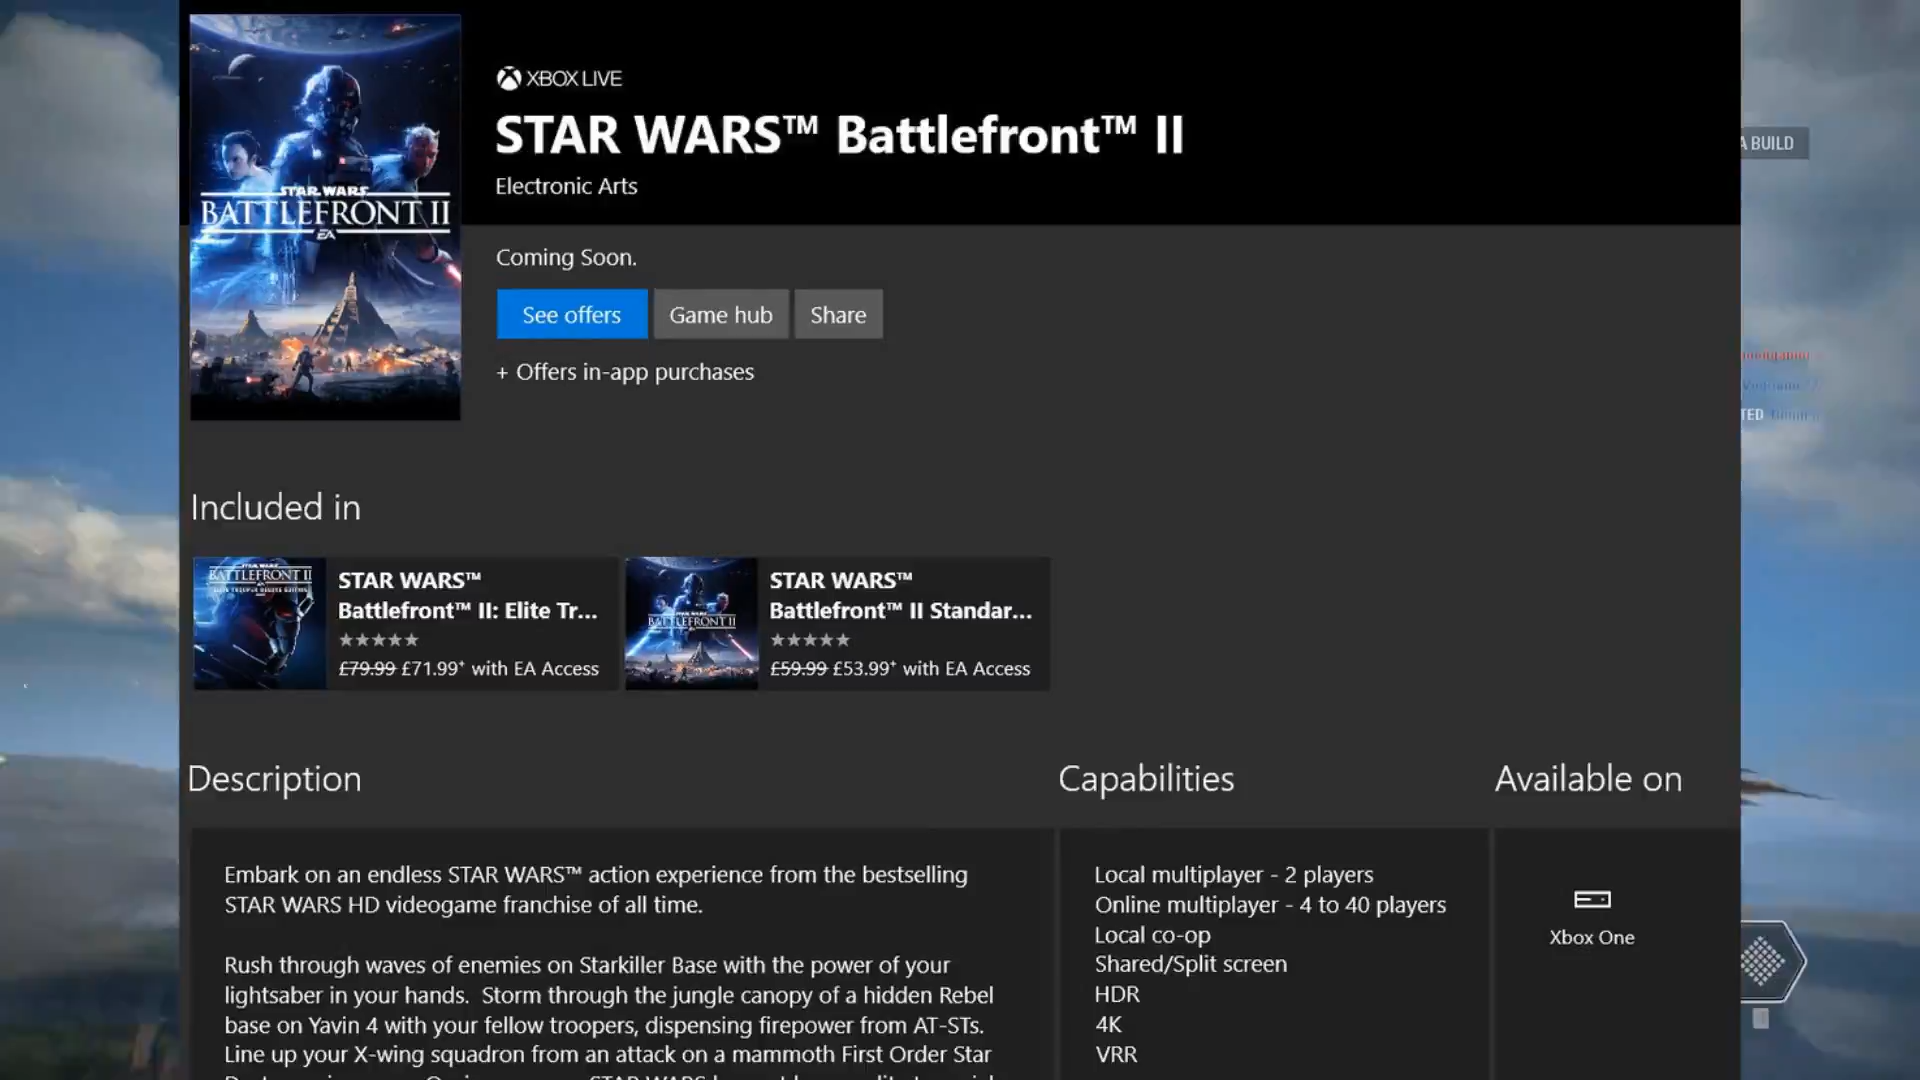 XBOX LIVE
STAR WARS™ Battlefront™ II
Electronic Arts
STAR WARS
BATTLEFRONT II
EA
Coming Soon.
See offers
Game hub
Share
+ Offers in-app purchases
A BUILD
TED
Included in
BATTLEFRONT II
STAR WARS™
Battlefront™ II: Elite Tr...
£79.99 £71.99+ with EA Access
BATTLEFRONT II
STAR WARS™
Battlefront™ II Standar...
£59.99 £53.99+ with EA Access
Description
Embark on an endless STAR WARS™ action experience from the bestselling
STAR WARS HD videogame franchise of all time.
Rush through waves of enemies on Starkiller Base with the power of your
lightsaber in your hands. Storm through the jungle canopy of a hidden Rebel
base on Yavin 4 with your fellow troopers, dispensing firepower from AT-STs.
Line up your X-wing squadron from an attack on a mammoth First Order Star
Capabilities
Local multiplayer - 2 players
Online multiplayer - 4 to 40 players
Local co-op
Shared/Split screen
HDR
4K
VRR
Available on
Xbox One